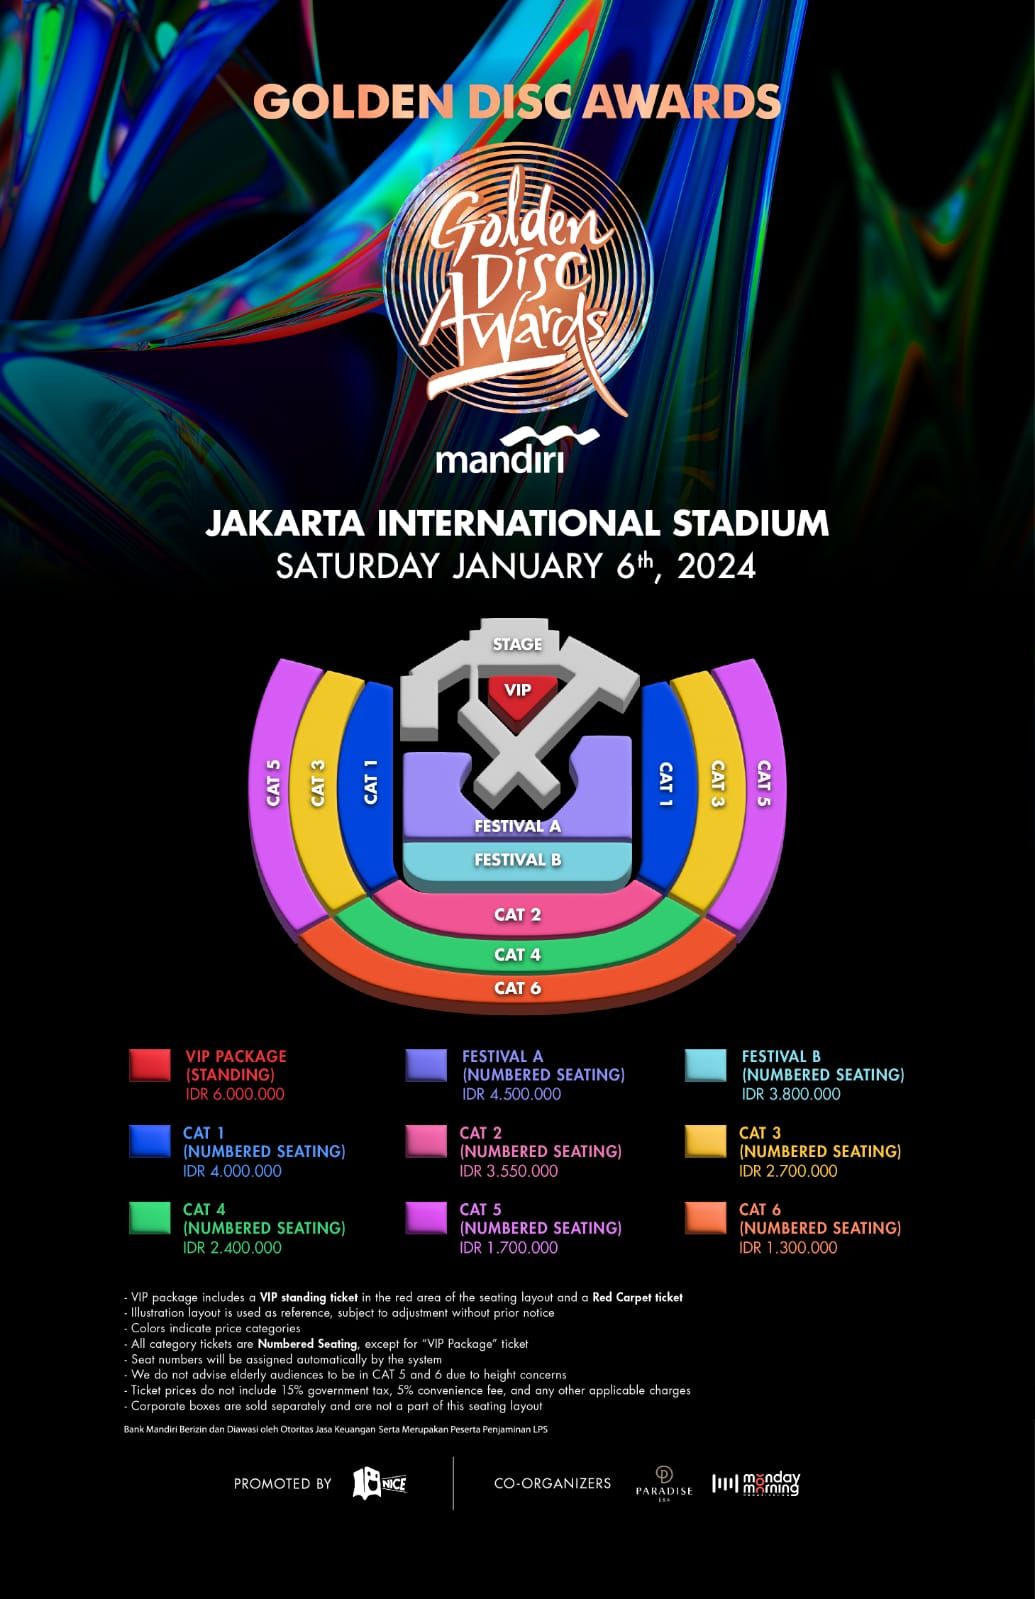 GOLDEN DISC AWARDS
Golden
Disc
Awards
mandiri
JAKARTA INTERNATIONAL STADIUM
SATURDAY JANUARY 6th, 2024
STAGE
VIP
CAT 5
CAT 3
CAT 1
CAT 1
CAT 3
CAT 5
FESTIVAL A
FESTIVAL B
CAT 2
CAT 4
CAT 6
VIP PACKAGE
(STANDING)
IDR 6.000.000
FESTIVAL A
(NUMBERED SEATING)
IDR 4.500.000
FESTIVAL B
(NUMBERED SEATING)
IDR 3.800.000
CAT 1
(NUMBERED SEATING)
IDR 4.000.000
CAT 2
(NUMBERED SEATING)
IDR 3.550.000
CAT 3
(NUMBERED SEATING)
IDR 2.700.000
CAT 4
(NUMBERED SEATING)
IDR 2.400.000
CAT 5
(NUMBERED SEATING)
IDR 1.700.000
CAT 6
(NUMBERED SEATING)
IDR 1.300.000
- VIP package includes a VIP standing ticket in the red area of the seating layout and a Red Carpet ticket
- Illustration layout is used as reference, subject to adjustment without prior notice
- Colors indicate price categories
- All category tickets are Numbered Seating, except for "VIP Package" ticket
- Seat numbers will be assigned automatically by the system
- We do not advise elderly audiences to be in CAT 5 and 6 due to height concerns
- Ticket prices do not include 15% government tax, 5% convenience fee, and any other applicable charges
- Corporate boxes are sold separately and are not a part of this seating layout
Bank Mandiri Berizin dan Diawasi oleh Otoritas Jasa Keuangan Serta Merupakan Peserta Penjaminan LPS
PROMOTED BY
NICE
CO-ORGANIZERS
PARADISE
monday
morning